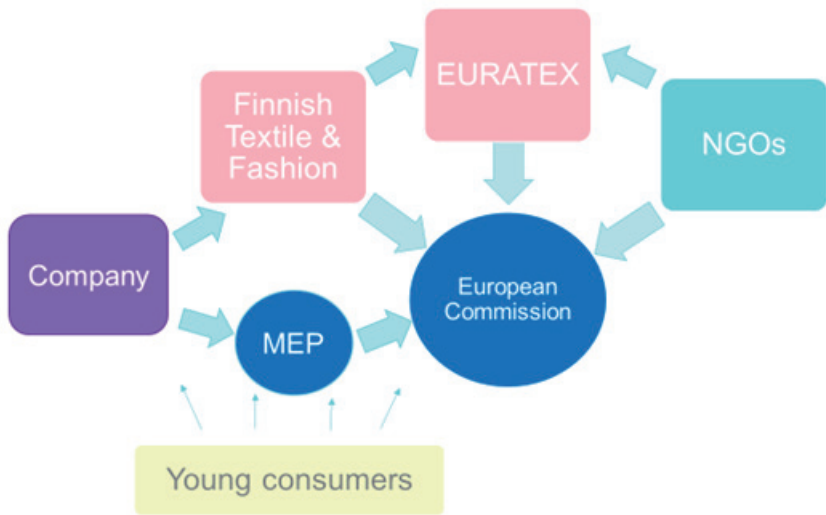 EURATEX
Finnish
Textile &
Fashion
NGOs
Company
European
Commission
MEP
Young consumers